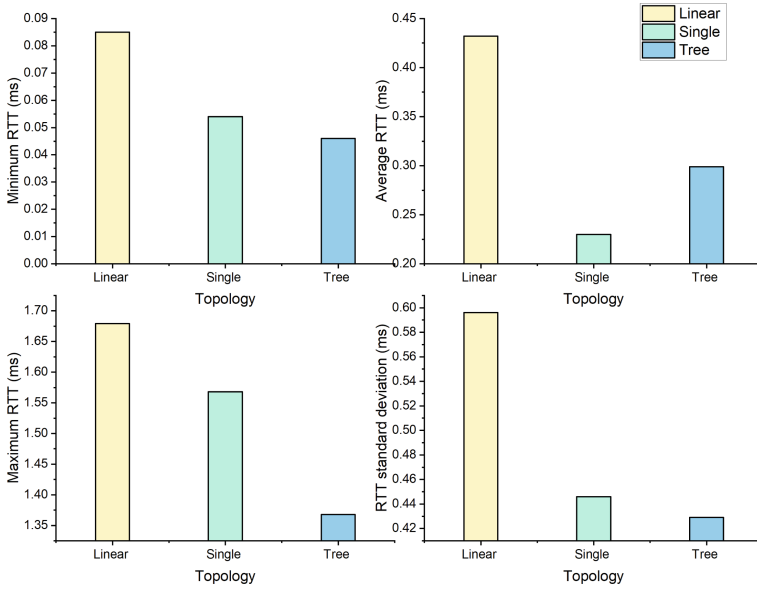 0.09
0.08
0.07
0.06
0.05
0.04
0.03
0.02
0.01
0.00
Minimum RTT (ms)
Linear
Single
Tree
Topology
0.45
0.40
0.35
0.30
0.25
0.20
Average RTT (ms)
Linear
Single
Tree
Topology
Linear
Single
Tree
1.70
1.65
1.60
1.55
1.50
1.45
1.40
1.35
Maximum RTT (ms)
Linear
Single
Tree
Topology
0.60
0.58
0.56
0.54
0.52
0.50
0.48
0.46
0.44
0.42
RTT standard deviation (ms)
Linear
Single
Tree
Topology